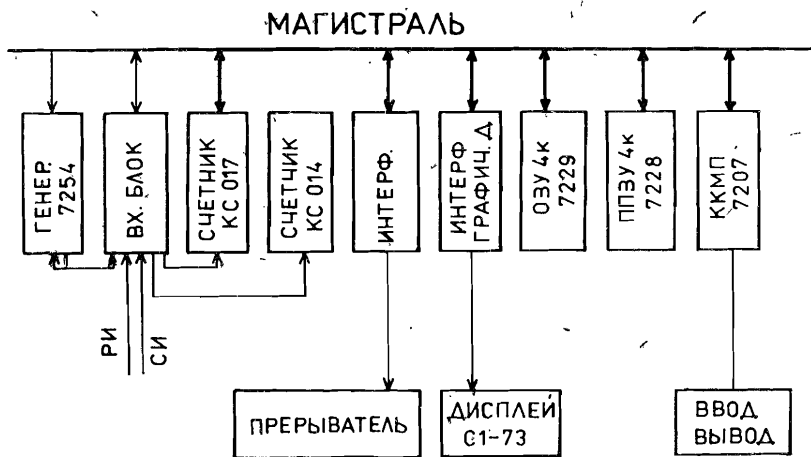 МАГИСТРАЛЬ
ГЕНЕР.
7254
ВХ. БЛОК
СЧЕТНИК
КС 017
СЧЕТЧИК
КС 014
ИНТЕРФ.
ИНТЕРФ
ГРАФИЧ. Д.
ОЗУ 4к
7229
ППЗУ 4к
7228
ККМП
7207
РИ
СИ
ПРЕРЫВАТЕЛЬ
ДИСПЛЕЙ
С1-73
ВВОД
ВЫВОД